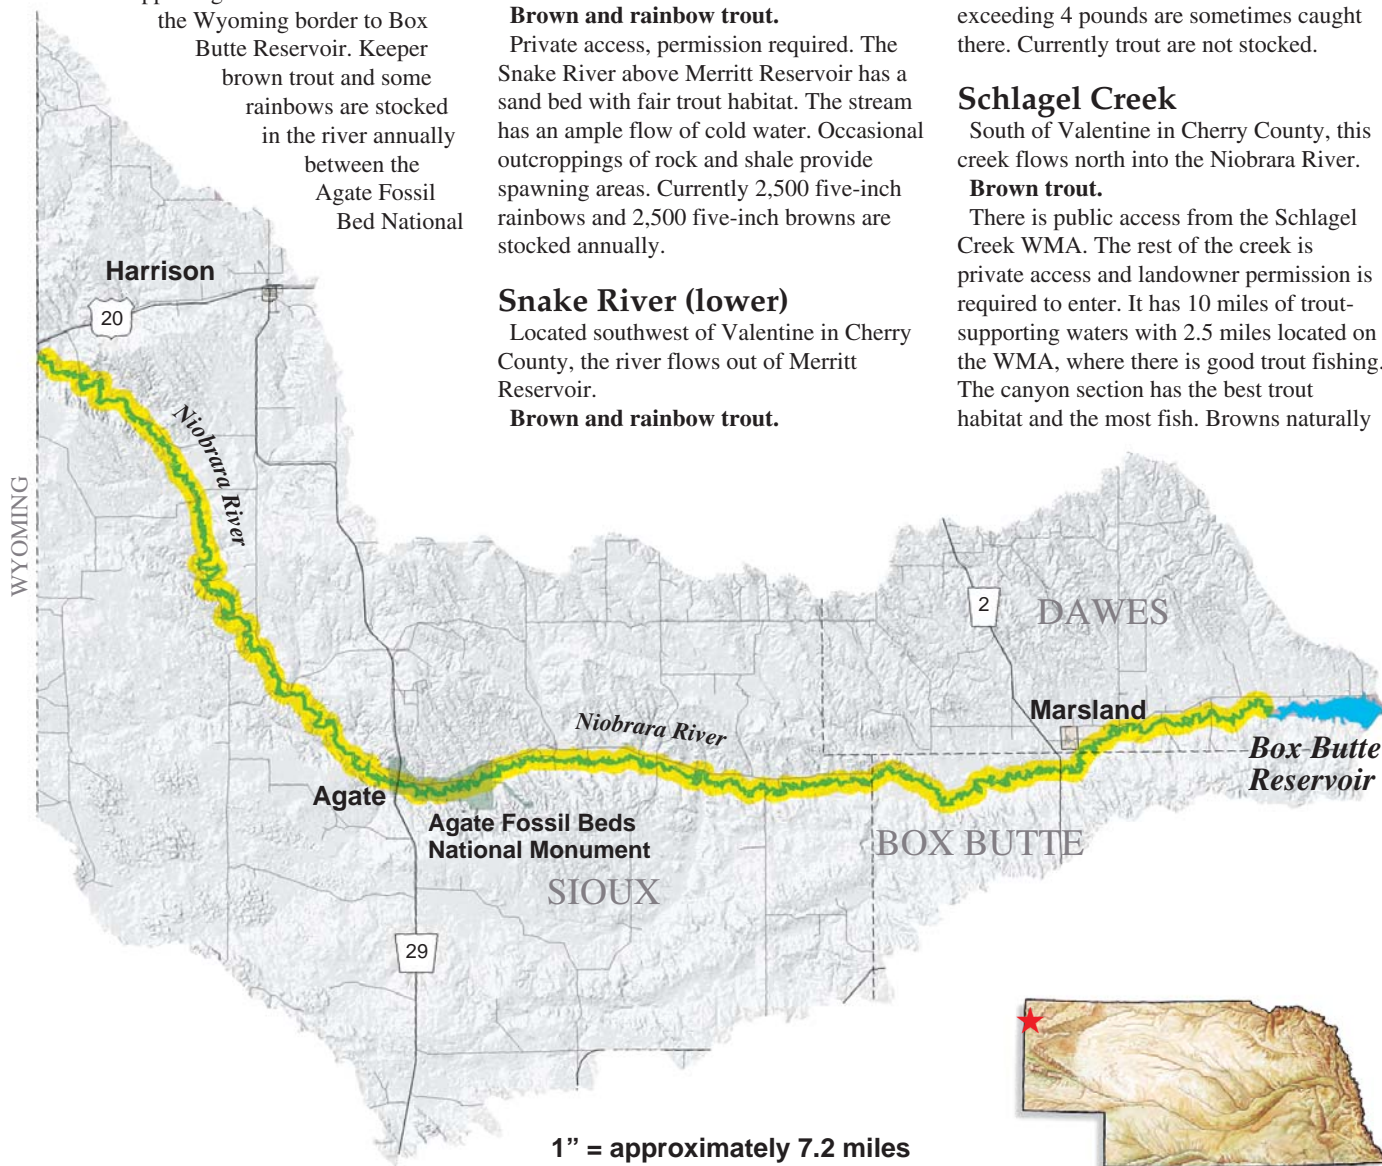 the Wyoming border to Box
Butte Reservoir. Keeper
brown trout and some
rainbows are stocked
in the river annually
between the
Agate Fossil
Bed National
Brown and rainbow trout.
Private access, permission required. The
Snake River above Merritt Reservoir has a
sand bed with fair trout habitat. The stream
has an ample flow of cold water. Occasional
outcroppings of rock and shale provide
spawning areas. Currently 2,500 five-inch
rainbows and 2,500 five-inch browns are
stocked annually.
Snake River (lower)
Located southwest of Valentine in Cherry
County, the river flows out of Merritt
Reservoir.
Brown and rainbow trout.
exceeding 4 pounds are sometimes caught
there. Currently trout are not stocked.
Schlagel Creek
South of Valentine in Cherry County, this
creek flows north into the Niobrara River.
Brown trout.
There is public access from the Schlagel
Creek WMA. The rest of the creek is
private access and landowner permission is
required to enter. It has 10 miles of trout-
supporting waters with 2.5 miles located on
the WMA, where there is good trout fishing.
The canyon section has the best trout
habitat and the most fish. Browns naturally
Harrison
20
Niobrara River
WYOMING
2
DAWES
Marsland
Niobrara River
Box Butte
Reservoir
Agate
Agate Fossil Beds
National Monument
BOX BUTTE
SIOUX
29
1” = approximately 7.2 miles